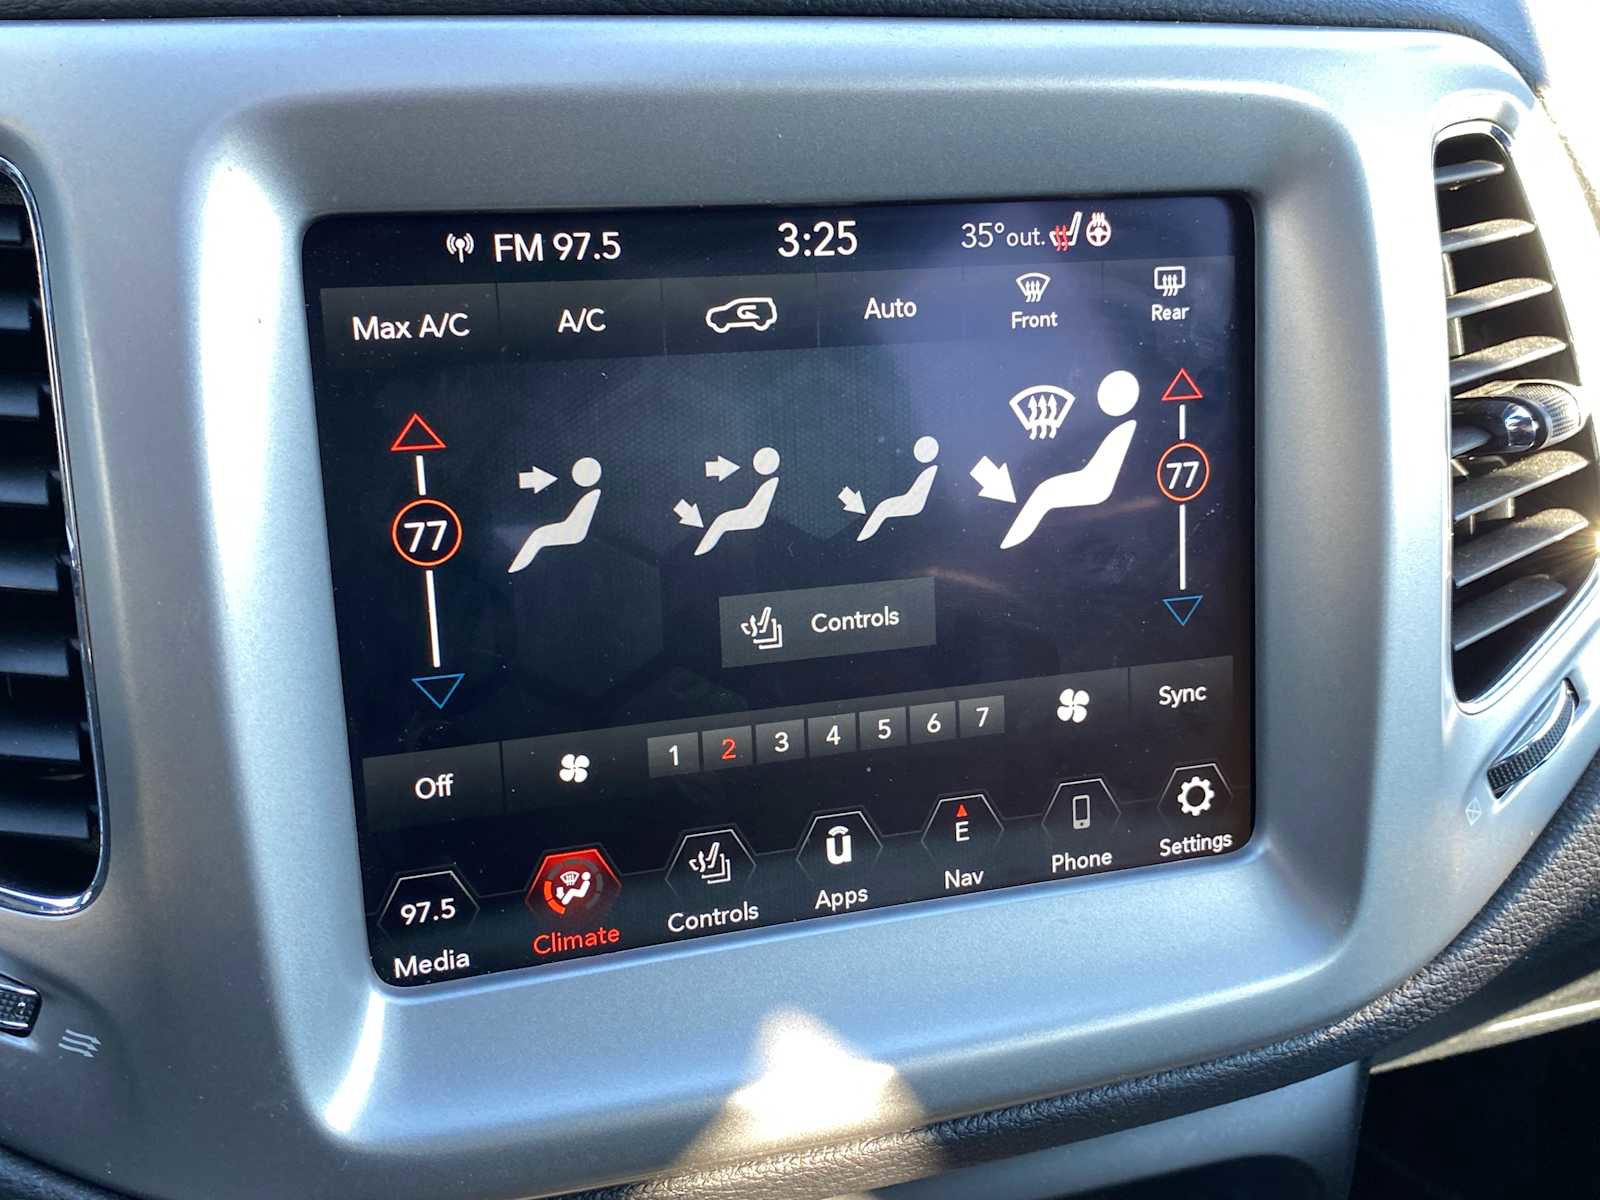 FM 97.5 3:25 35° out.
Max A/C A/C Auto Front Rear
77 77
Controls
1 2 3 4 5 6 7 Sync
Off
97.5 E
Media Climate Controls Apps Nav Phone Settings